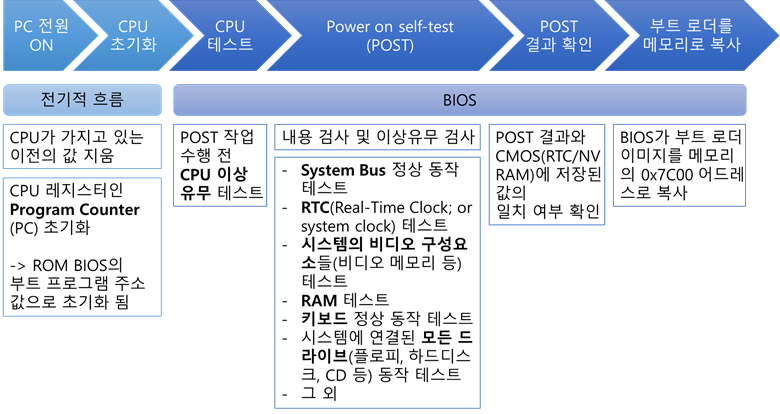 PC 전원
ON
CPU
초기화
CPU
테스트
Power on self-test
(POST)
POST
결과 확인
부트 로더를
메모리로 복사
전기적 흐름
BIOS
CPU가 가지고 있는
이전의 값 지움
CPU 레지스터인
Program Counter
(PC) 초기화
-> ROM BIOS의
부트 프로그램 주소
값으로 초기화 됨
POST 작업
수행 전
CPU 이상
유무 테스트
내용 검사 및 이상유무 검사
- System Bus 정상 동작
테스트
- RTC(Real-Time Clock; or
system clock) 테스트
- 시스템의 비디오 구성요
소들(비디오 메모리 등)
테스트
- RAM 테스트
- 키보드 정상 동작 테스트
- 시스템에 연결된 모든 드
라이브(플로피, 하드디스
크, CD 등) 동작 테스트
- 그 외
POST 결과와
CMOS(RTC/NV
RAM)에 저장된
값의
일치 여부 확인
BIOS가 부트 로더
이미지를 메모리
의 0x7C00 어드레
스로 복사